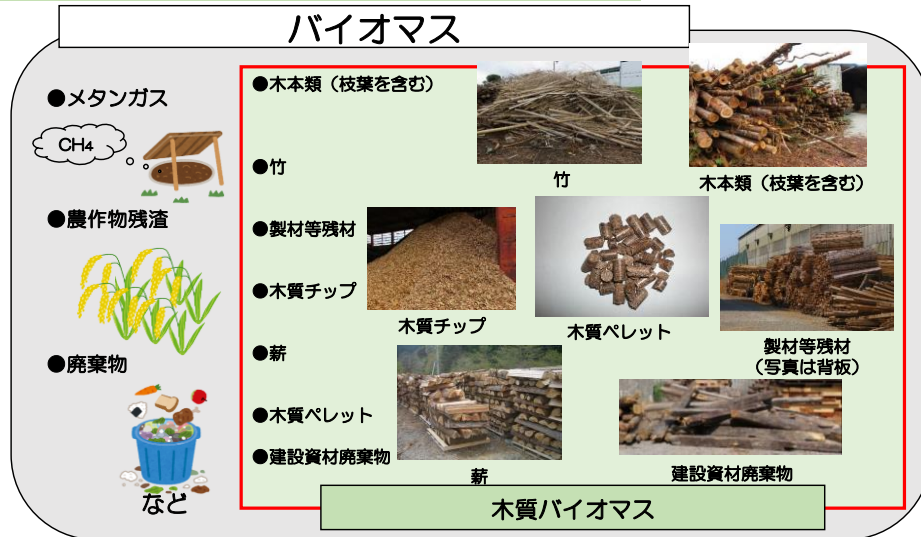 バイオマス
●メタンガス
CH4
●農作物残渣
●廃棄物
など
●木本類（枝葉を含む）
●竹
●製材等残材
●木質チップ
●薪
●木質ペレット
●建設資材廃棄物
竹
木本類（枝葉を含む）
木質チップ
木質ペレット
製材等残材
（写真は背板）
薪
建設資材廃棄物
木質バイオマス